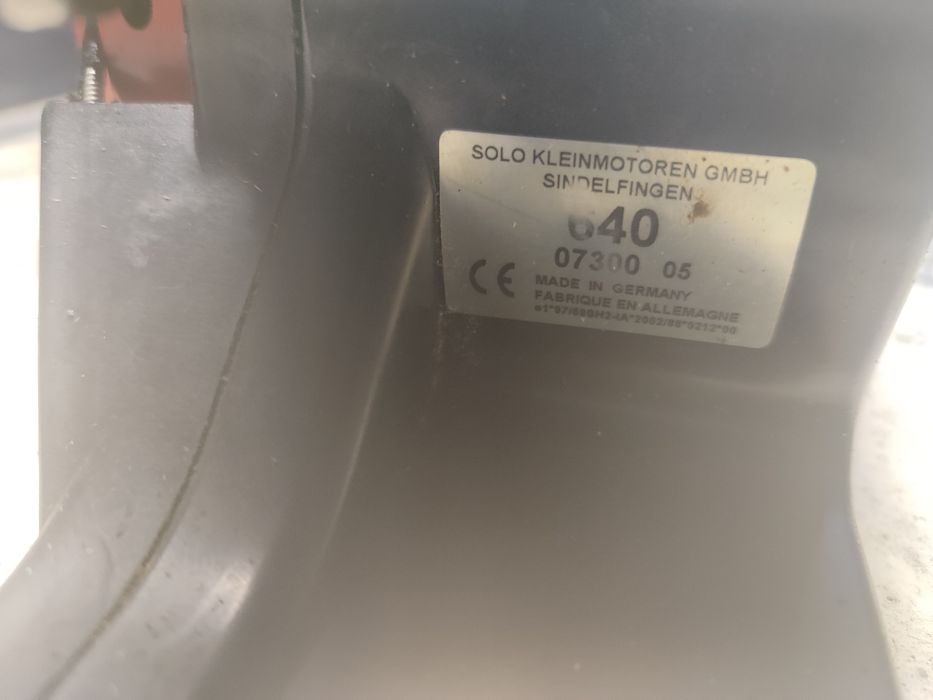 SOLO KLEINMOTOREN GMBH
SINDELFINGEN
640
07300 05
CE
MADE IN GERMANY
FABRIQUE EN ALLEMAGNE